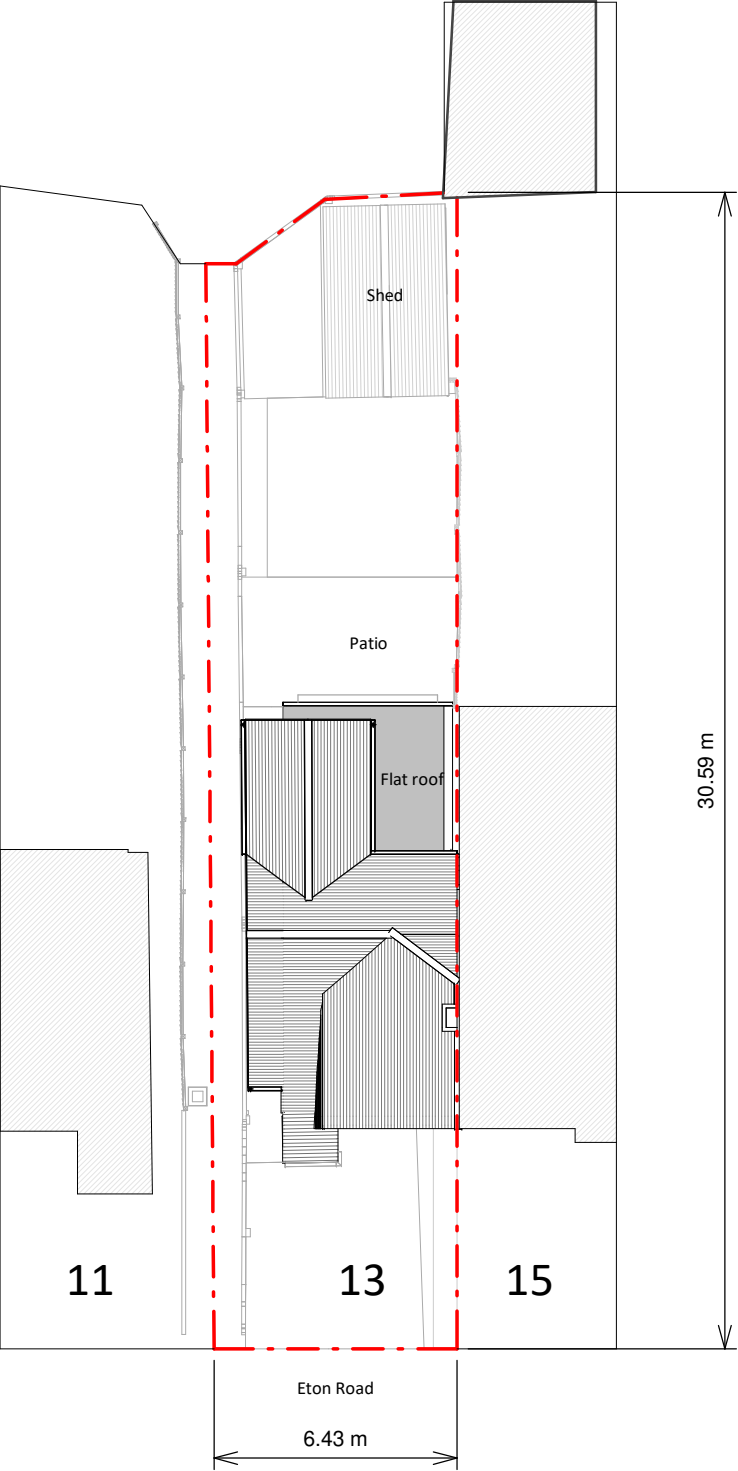 Shed
Patio
30.59 m
Flat roof
11
13
15
Eton Road
6.43 m